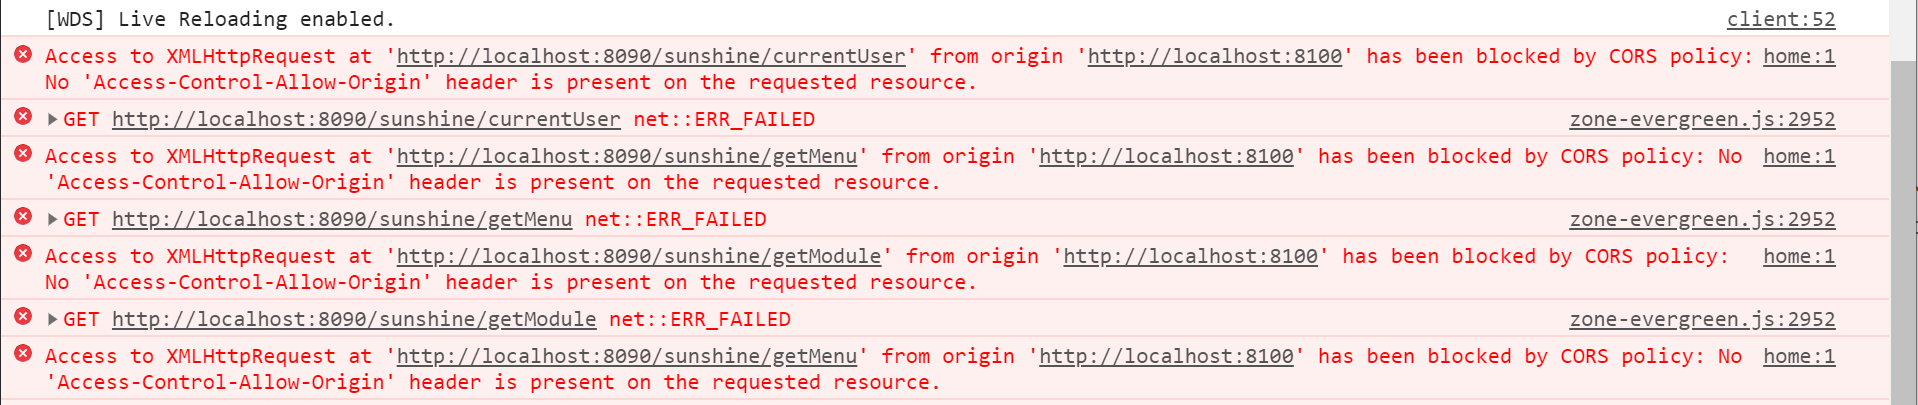 [WDS] Live Reloading enabled. client:52
Access to XMLHttpRequest at 'http://localhost:8090/sunshine/currentUser' from origin 'http://localhost:8100' has been blocked by CORS policy: home:1
No 'Access-Control-Allow-Origin' header is present on the requested resource.
GET http://localhost:8090/sunshine/currentUser net::ERR_FAILED zone-evergreen.js:2952
Access to XMLHttpRequest at 'http://localhost:8090/sunshine/getMenu' from origin 'http://localhost:8100' has been blocked by CORS policy: No home:1
'Access-Control-Allow-Origin' header is present on the requested resource.
GET http://localhost:8090/sunshine/getMenu net::ERR_FAILED zone-evergreen.js:2952
Access to XMLHttpRequest at 'http://localhost:8090/sunshine/getModule' from origin 'http://localhost:8100' has been blocked by CORS policy: home:1
No 'Access-Control-Allow-Origin' header is present on the requested resource.
GET http://localhost:8090/sunshine/getModule net::ERR_FAILED zone-evergreen.js:2952
Access to XMLHttpRequest at 'http://localhost:8090/sunshine/getMenu' from origin 'http://localhost:8100' has been blocked by CORS policy: No home:1
'Access-Control-Allow-Origin' header is present on the requested resource.